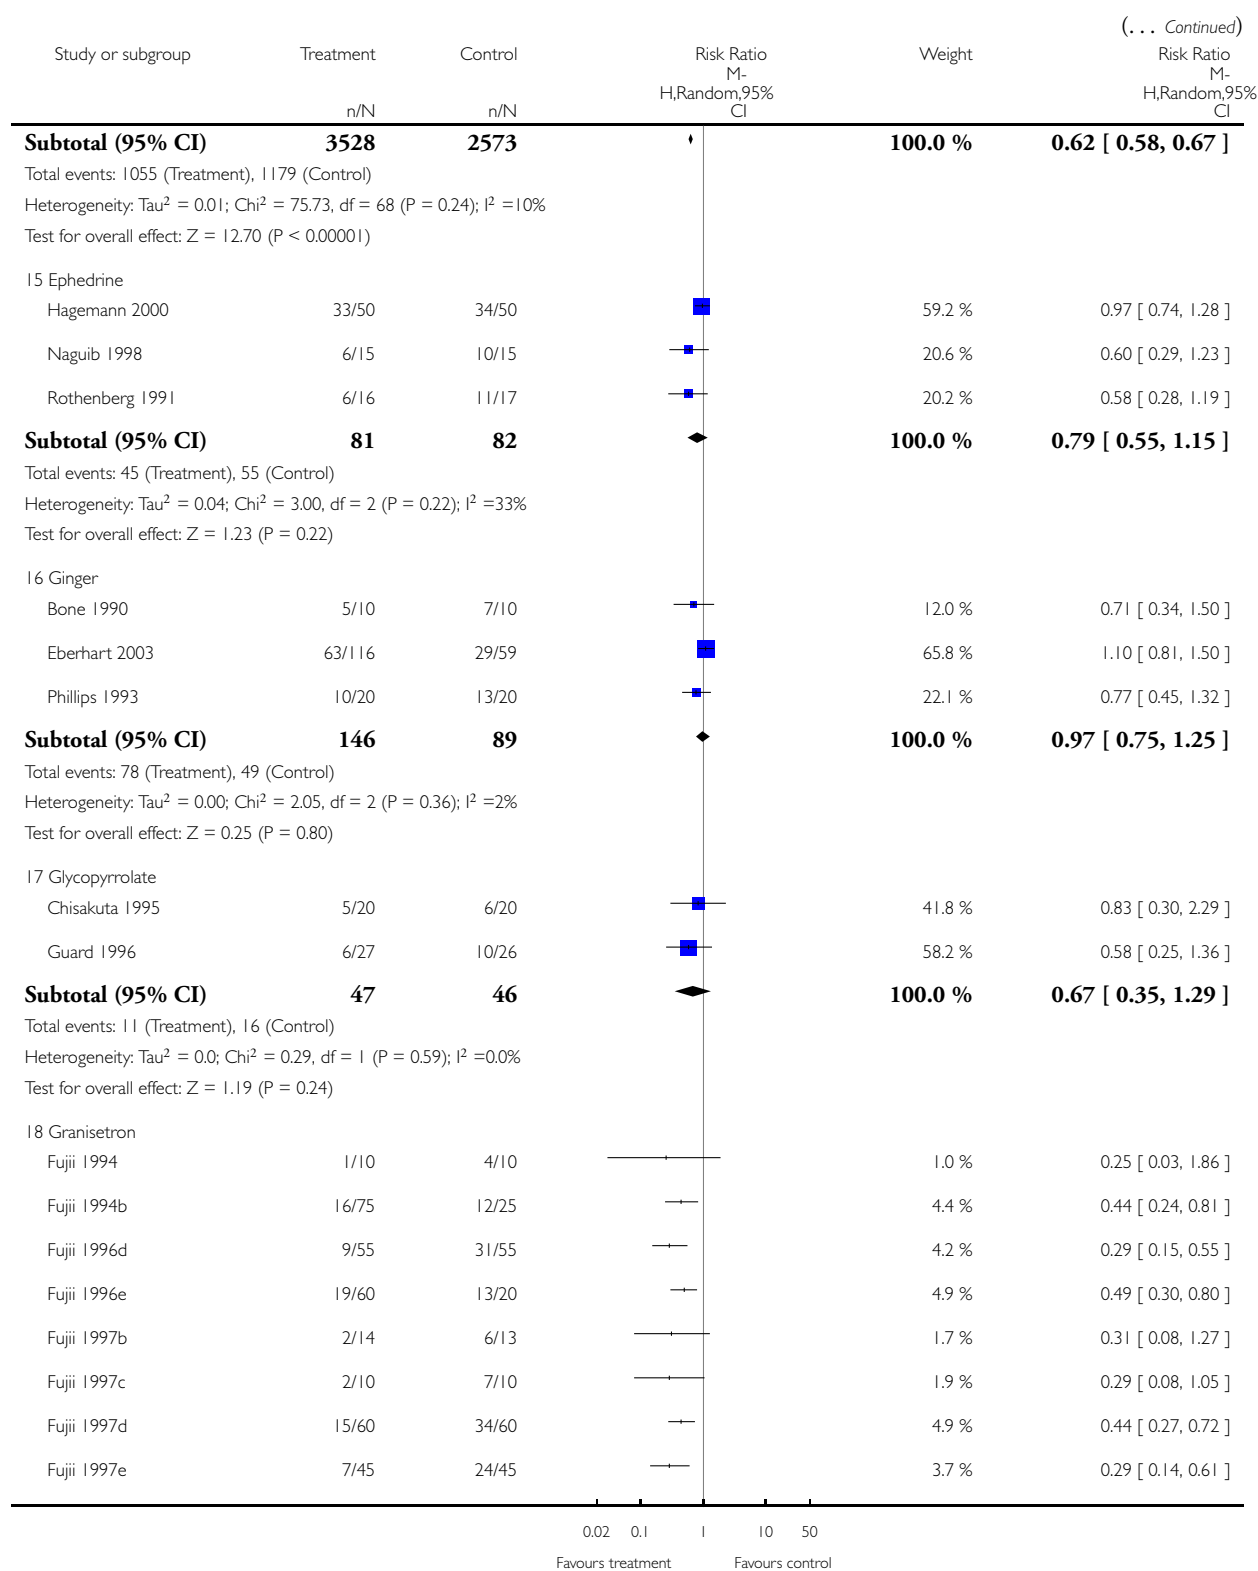 (... Continued)
Study or subgroup Treatment Control Risk Ratio Weight Risk Ratio
M- M-
H,Random,95% H,Random,95%
n/N n/N CI CI
Subtotal (95% CI) 3528 2573 100.0 % 0.62 [ 0.58, 0.67 ]
Total events: 1055 (Treatment), 1179 (Control)
Heterogeneity: Tau² = 0.01; Chi² = 75.73, df = 68 (P = 0.24); I² =10%
Test for overall effect: Z = 12.70 (P < 0.00001)
15 Ephedrine
Hagemann 2000 33/50 34/50 59.2 % 0.97 [ 0.74, 1.28 ]
Naguib 1998 6/15 10/15 20.6 % 0.60 [ 0.29, 1.23 ]
Rothenberg 1991 6/16 11/17 20.2 % 0.58 [ 0.28, 1.19 ]
Subtotal (95% CI) 81 82 100.0 % 0.79 [ 0.55, 1.15 ]
Total events: 45 (Treatment), 55 (Control)
Heterogeneity: Tau² = 0.04; Chi² = 3.00, df = 2 (P = 0.22); I² =33%
Test for overall effect: Z = 1.23 (P = 0.22)
16 Ginger
Bone 1990 5/10 7/10 12.0 % 0.71 [ 0.34, 1.50 ]
Eberhart 2003 63/116 29/59 65.8 % 1.10 [ 0.81, 1.50 ]
Phillips 1993 10/20 13/20 22.1 % 0.77 [ 0.45, 1.32 ]
Subtotal (95% CI) 146 89 100.0 % 0.97 [ 0.75, 1.25 ]
Total events: 78 (Treatment), 49 (Control)
Heterogeneity: Tau² = 0.00; Chi² = 2.05, df = 2 (P = 0.36); I² =2%
Test for overall effect: Z = 0.25 (P = 0.80)
17 Glycopyrrolate
Chisakuta 1995 5/20 6/20 41.8 % 0.83 [ 0.30, 2.29 ]
Guard 1996 6/27 10/26 58.2 % 0.58 [ 0.25, 1.36 ]
Subtotal (95% CI) 47 46 100.0 % 0.67 [ 0.35, 1.29 ]
Total events: 11 (Treatment), 16 (Control)
Heterogeneity: Tau² = 0.0; Chi² = 0.29, df = 1 (P = 0.59); I² =0.0%
Test for overall effect: Z = 1.19 (P = 0.24)
18 Granisetron
Fujii 1994 1/10 4/10 1.0 % 0.25 [ 0.03, 1.86 ]
Fujii 1994b 16/75 12/25 4.4 % 0.44 [ 0.24, 0.81 ]
Fujii 1996d 9/55 31/55 4.2 % 0.29 [ 0.15, 0.55 ]
Fujii 1996e 19/60 13/20 4.9 % 0.49 [ 0.30, 0.80 ]
Fujii 1997b 2/14 6/13 1.7 % 0.31 [ 0.08, 1.27 ]
Fujii 1997c 2/10 7/10 1.9 % 0.29 [ 0.08, 1.05 ]
Fujii 1997d 15/60 34/60 4.9 % 0.44 [ 0.27, 0.72 ]
Fujii 1997e 7/45 24/45 3.7 % 0.29 [ 0.14, 0.61 ]
0.02 0.1 1 10 50
Favours treatment Favours control